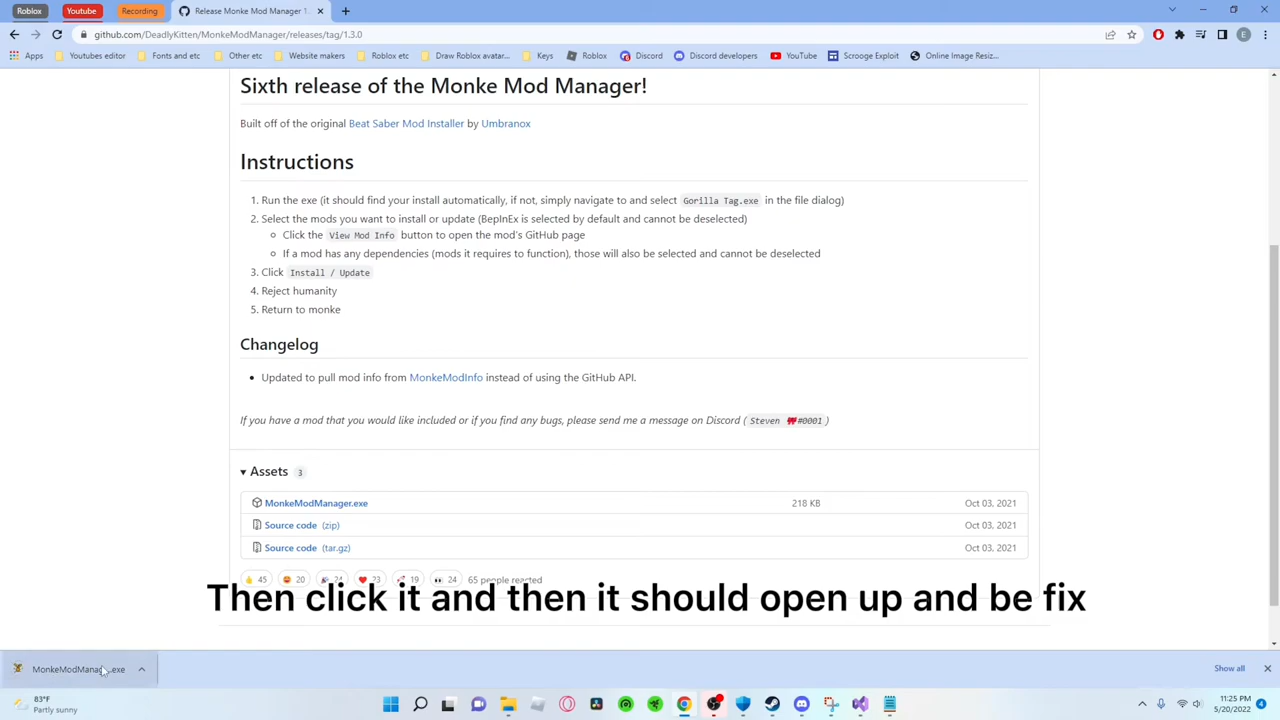 Roblox
Youtube
Recording
Release Monke Mod Manager 1.
github.com/DeadlyKitten/MonkeModManager/releases/tag/1.3.0
E
Apps
Youtubes editor
Fonts and etc
Other etc
Website makers
Roblox etc
Draw Roblox avatar...
Keys
Roblox
Discord
Discord developers
YouTube
Scrooge Exploit
Online Image Resiz...
Sixth release of the Monke Mod Manager!
Built off of the original Beat Saber Mod Installer by Umbranox
Instructions
1. Run the exe (it should find your install automatically, if not, simply navigate to and select Gorilla Tag.exe in the file dialog)
2. Select the mods you want to install or update (BepInEx is selected by default and cannot be deselected)
Click the View Mod Info button to open the mod's GitHub page
If a mod has any dependencies (mods it requires to function), those will also be selected and cannot be deselected
3. Click Install / Update
4. Reject humanity
5. Return to monke
Changelog
Updated to pull mod info from MonkeModInfo instead of using the GitHub API.
If you have a mod that you would like included or if you find any bugs, please send me a message on Discord (Steven #0001)
Assets 3
MonkeModManager.exe 218 KB Oct 03, 2021
Source code (zip) Oct 03, 2021
Source code (tar.gz) Oct 03, 2021
45 20 24 23 19 24 65 people reacted
Then click it and then it should open up and be fix
MonkeModManager.exe
Show all
83°F
Partly sunny
11:25 PM
5/20/2022